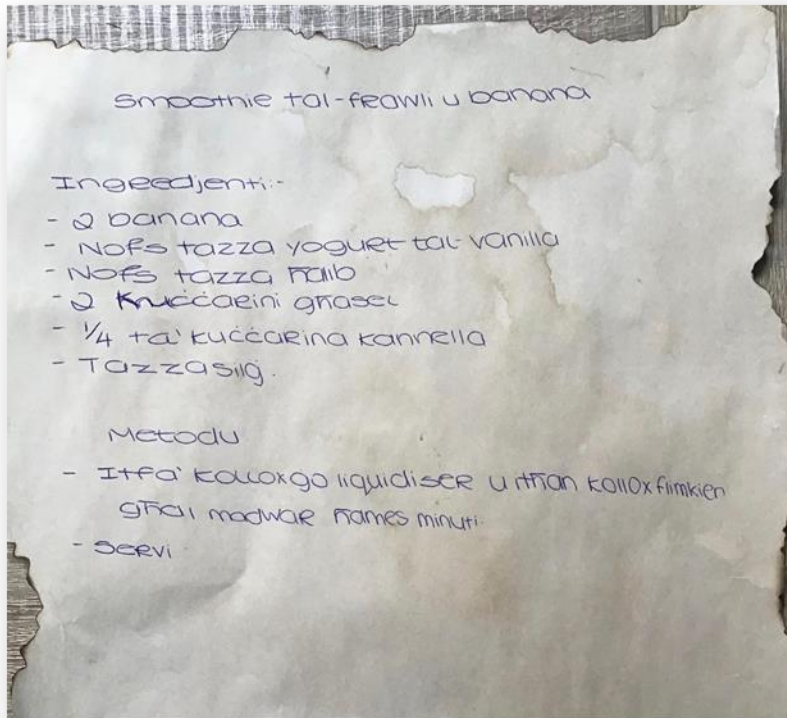 Smoothie tal-frawli u banana
Ingredjenti:-
- 2 banana
- Nofs tazza yogurt tal-vanilla
- Nofs tazza ħalib
- 2 kuċċarini għasel
- 1/4 ta' kuċċarina kannella
- Tazza silġ.
Metodu
- Itfa' kollox go liquidiser u itħan kollox flimkien
għal madwar ħames minuti.
- Servi